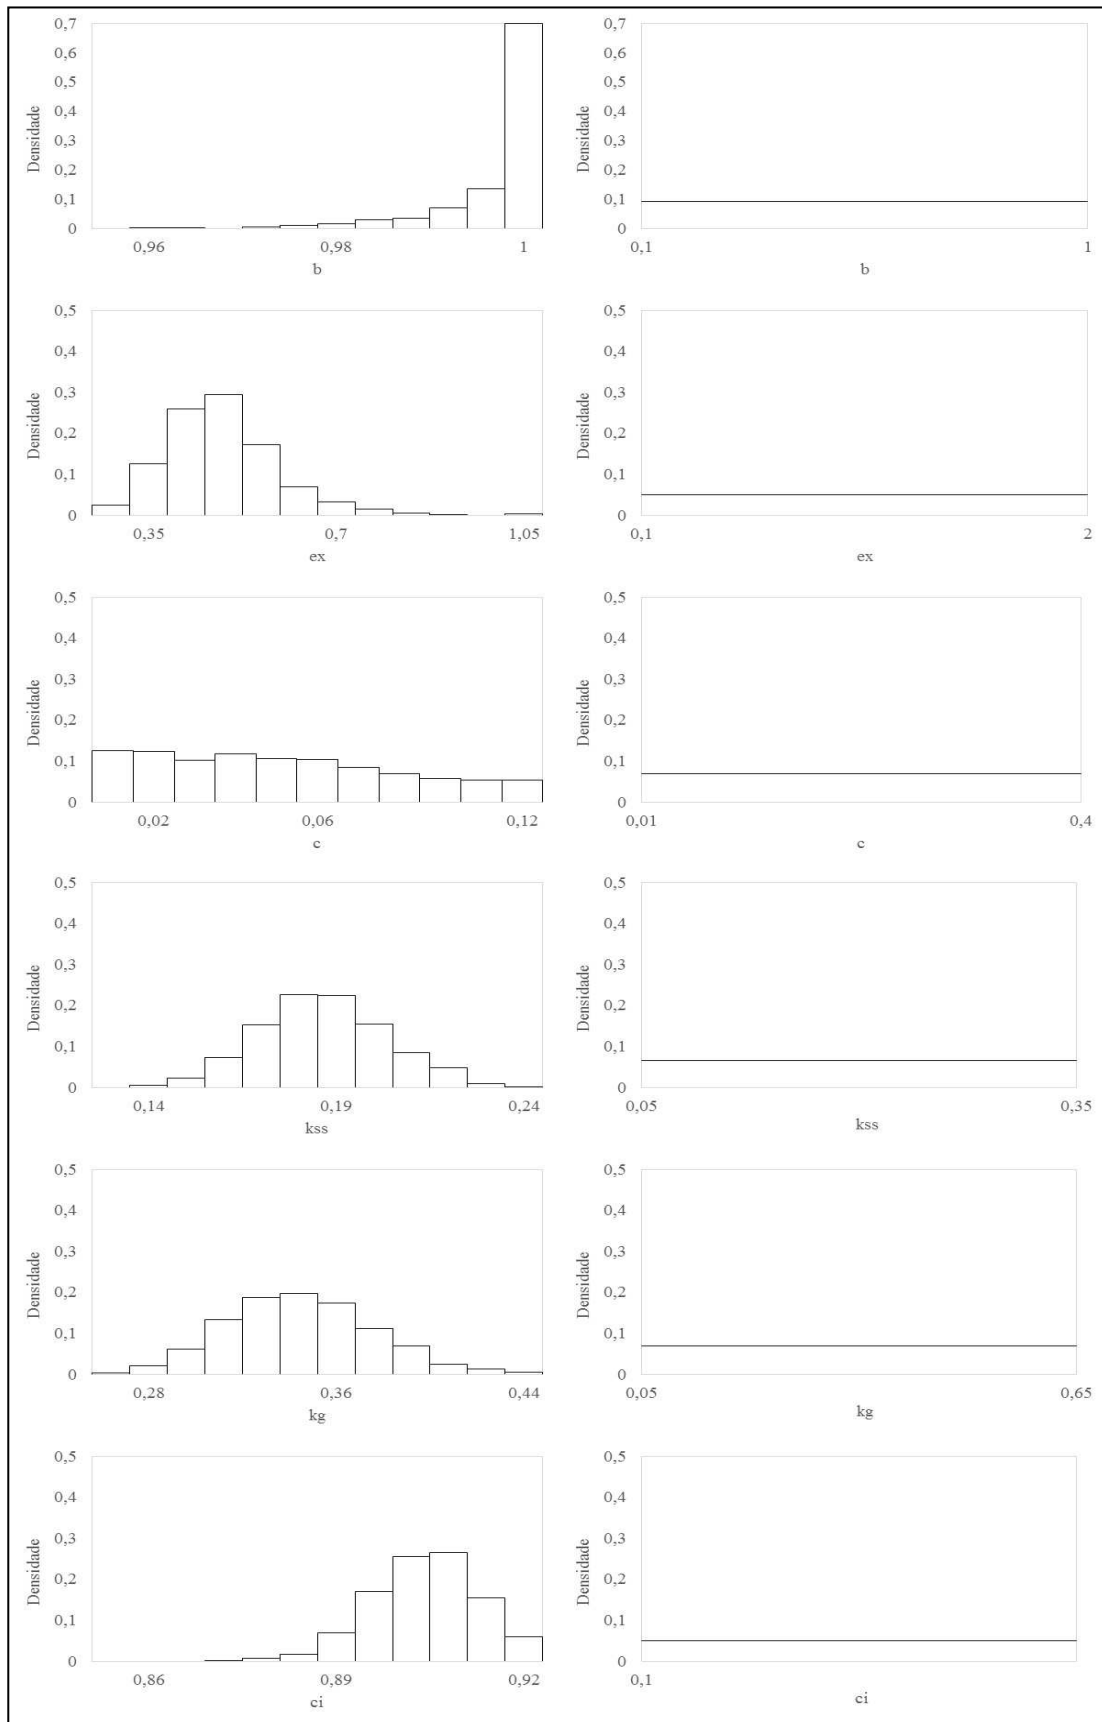 Densidade
0,7
0,6
0,5
0,4
0,3
0,2
0,1
0
0,96 0,98 1
b
Densidade
0,7
0,6
0,5
0,4
0,3
0,2
0,1
0
0,1 1
b
Densidade
0,5
0,4
0,3
0,2
0,1
0
0,35 0,7 1,05
ex
Densidade
0,5
0,4
0,3
0,2
0,1
0
0,1 2
ex
Densidade
0,5
0,4
0,3
0,2
0,1
0
0,02 0,06 0,12
c
Densidade
0,5
0,4
0,3
0,2
0,1
0
0,01 0,4
c
Densidade
0,5
0,4
0,3
0,2
0,1
0
0,14 0,19 0,24
kss
Densidade
0,5
0,4
0,3
0,2
0,1
0
0,05 0,35
kss
Densidade
0,5
0,4
0,3
0,2
0,1
0
0,28 0,36 0,44
kg
Densidade
0,5
0,4
0,3
0,2
0,1
0
0,05 0,65
kg
Densidade
0,5
0,4
0,3
0,2
0,1
0
0,86 0,89 0,92
ci
Densidade
0,5
0,4
0,3
0,2
0,1
0
0,1
ci